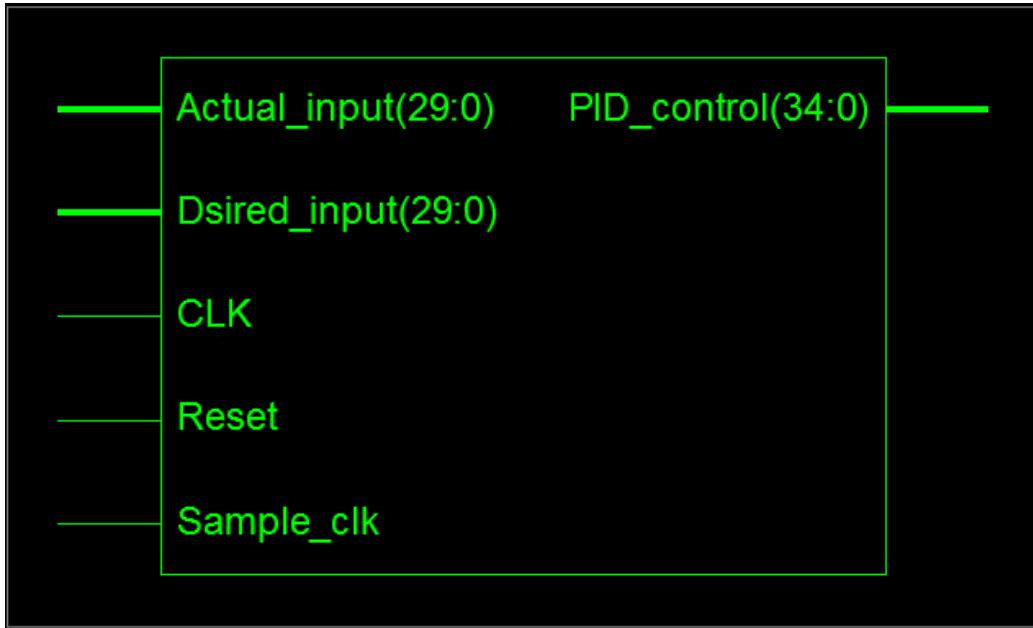 Actual_input(29:0) PID_control(34:0)
Dsired_input(29:0)
CLK
Reset
Sample_clk